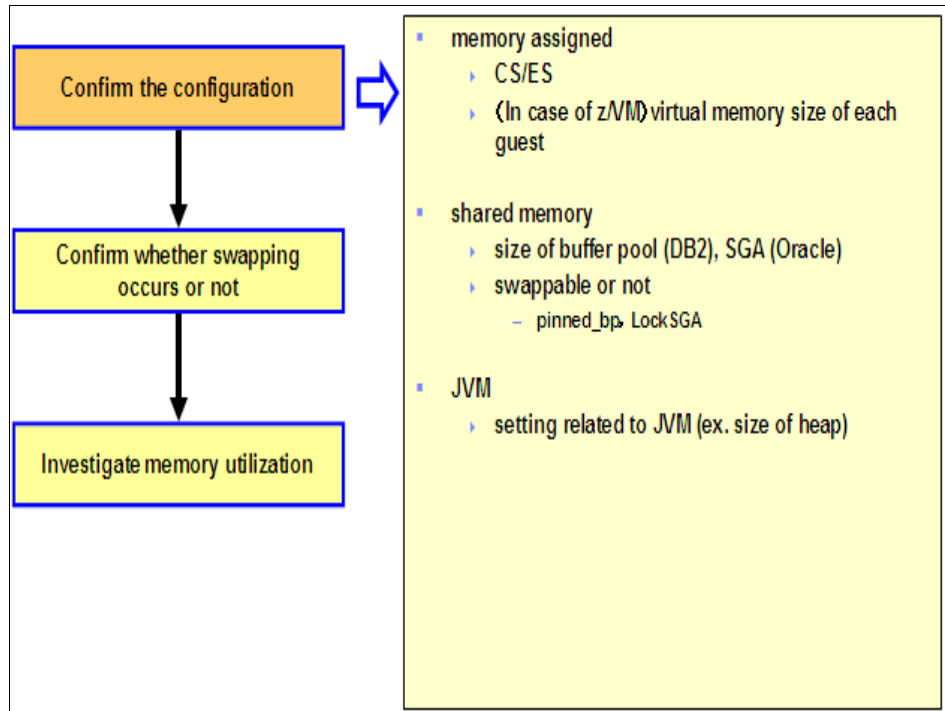 Confirm the configuration
Confirm whether swapping
occurs or not
Investigate memory utilization
▪ memory assigned
› CS/ES
› (In case of z/VM) virtual memory size of each
guest
▪ shared memory
› size of buffer pool (DB2), SGA (Oracle)
› swappable or not
– pinned_bp、LockSGA
▪ JVM
› setting related to JVM (ex. size of heap)